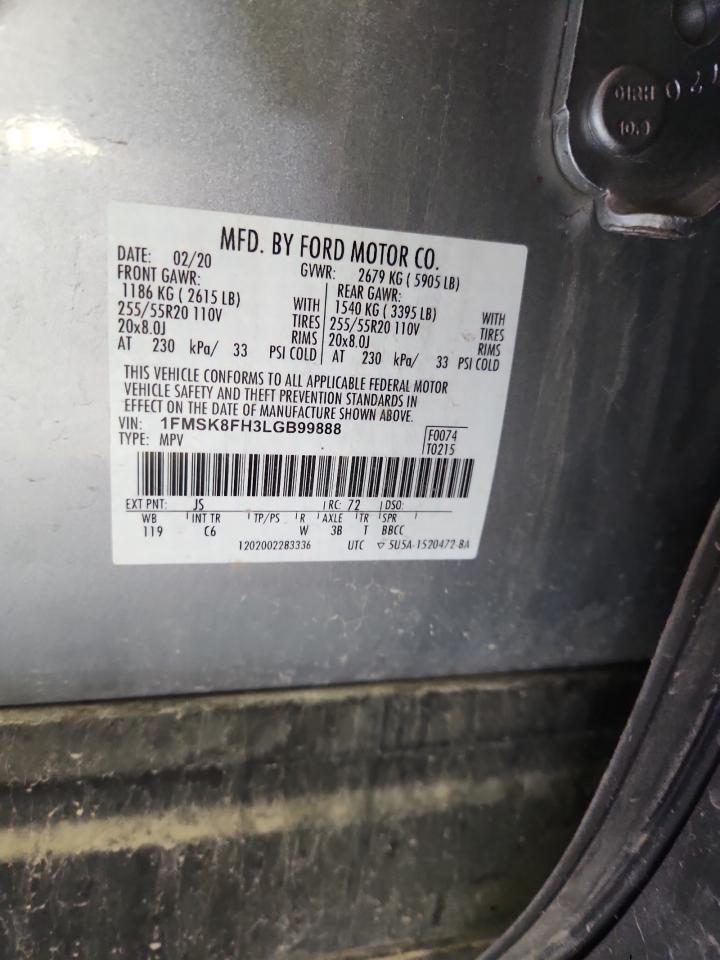 01RH
10.0
MFD. BY FORD MOTOR CO.
DATE: 02/20 GVWR: 2679 KG ( 5905 LB)
FRONT GAWR: REAR GAWR:
1186 KG ( 2615 LB) WITH 1540 KG ( 3395 LB) WITH
255/55R20 110V TIRES 255/55R20 110V TIRES
20x8.0J RIMS 20x8.0J RIMS
AT 230 kPa/ 33 PSI COLD AT 230 kPa/ 33 PSI COLD
THIS VEHICLE CONFORMS TO ALL APPLICABLE FEDERAL MOTOR
VEHICLE SAFETY AND THEFT PREVENTION STANDARDS IN
EFFECT ON THE DATE OF MANUFACTURE SHOWN ABOVE.
VIN: 1FMSK8FH3LGB99888
TYPE: MPV
F0074
T0215
EXT PNT: JS RC: 72 DSO:
WB INT TR TP/PS R AXLE TR SPR
119 C6 W 3B T BBCC
1202002283336 UTC ▽ 5U5A-1520472-BA